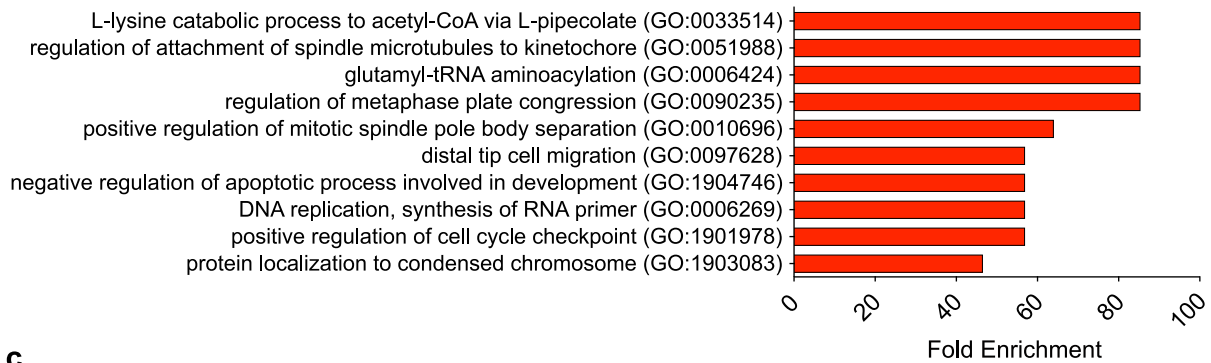 L-lysine catabolic process to acetyl-CoA via L-pipecolate (GO:0033514)
regulation of attachment of spindle microtubules to kinetochore (GO:0051988)
glutamyl-tRNA aminoacylation (GO:0006424)
regulation of metaphase plate congression (GO:0090235)
positive regulation of mitotic spindle pole body separation (GO:0010696)
distal tip cell migration (GO:0097628)
negative regulation of apoptotic process involved in development (GO:1904746)
DNA replication, synthesis of RNA primer (GO:0006269)
positive regulation of cell cycle checkpoint (GO:1901978)
protein localization to condensed chromosome (GO:1903083)
0 20 40 60 80 100
Fold Enrichment
c